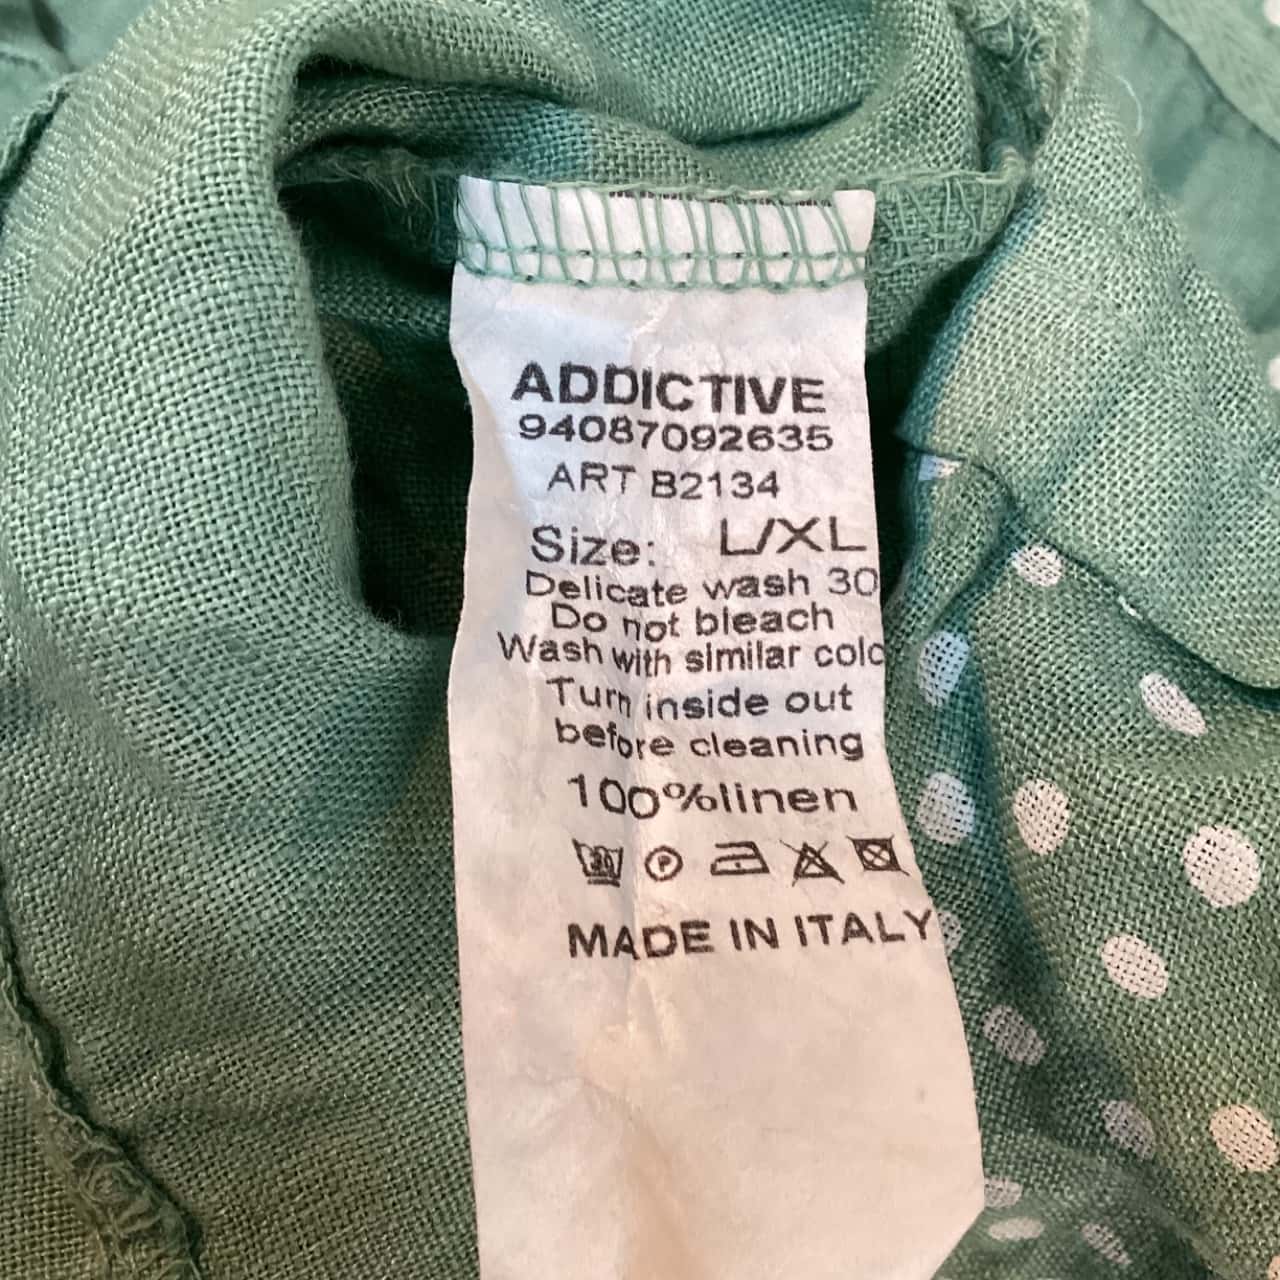 ADDICTIVE
94087092635
ART B2134
Size: L/XL
Delicate wash 30
Do not bleach
Wash with similar colo
Turn inside out
before cleaning
100%linen
30 P
MADE IN ITALY